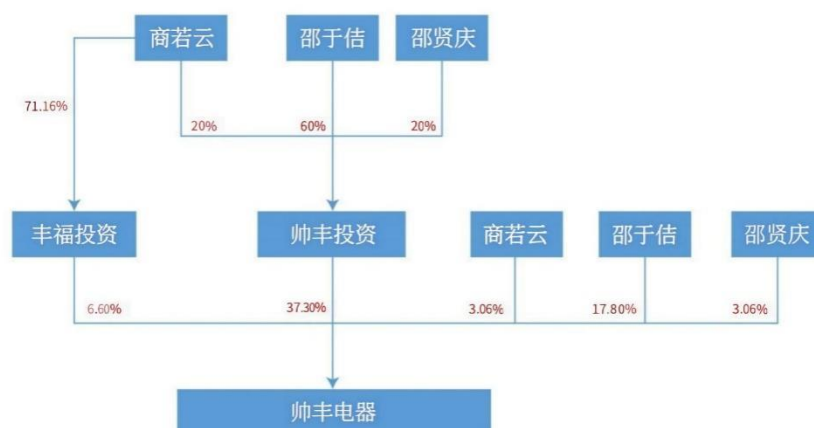 商若云
邵于佶
邵贤庆
71.16%
20%
60%
20%
丰福投资
帅丰投资
商若云
邵于佶
邵贤庆
6.60%
37.30%
3.06%
17.80%
3.06%
帅丰电器